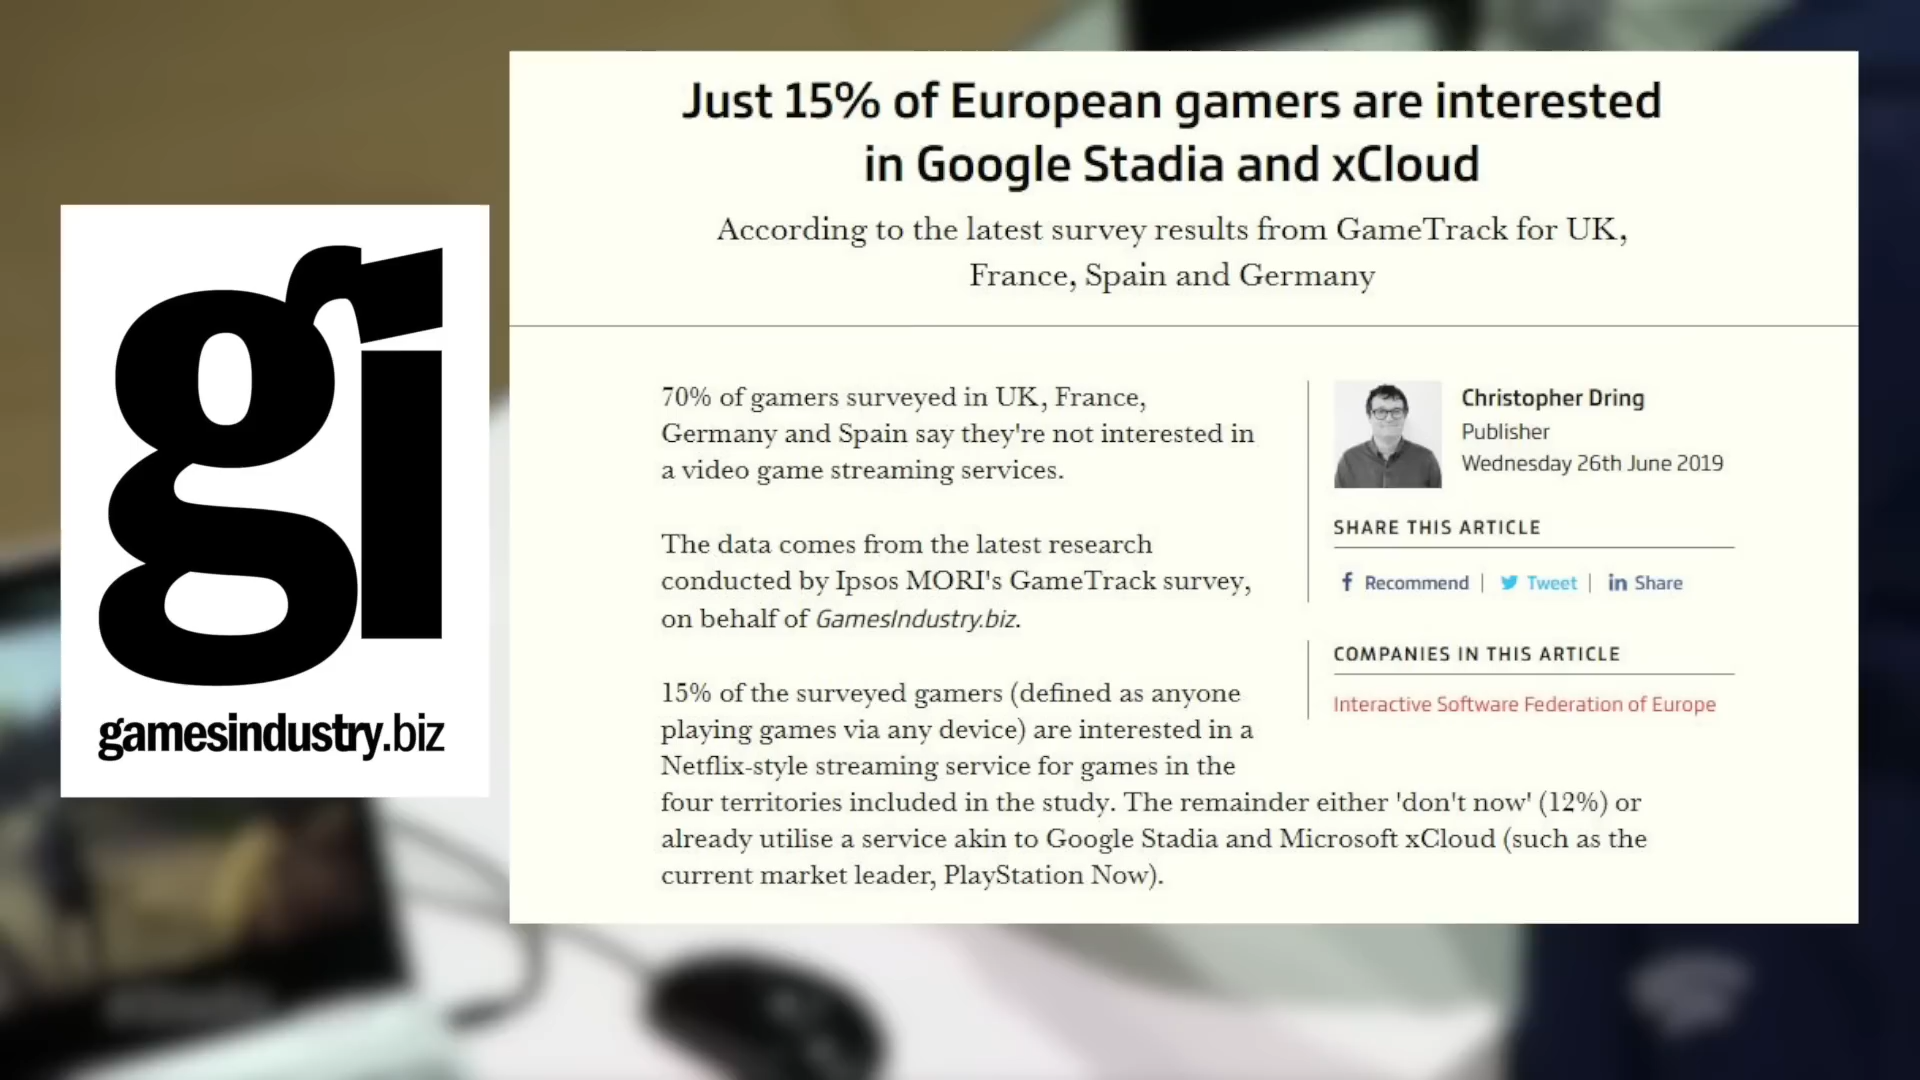 Just 15% of European gamers are interested
in Google Stadia and xCloud
According to the latest survey results from GameTrack for UK,
France, Spain and Germany
gi
gamesindustry.biz
70% of gamers surveyed in UK, France,
Germany and Spain say they're not interested in
a video game streaming services.
The data comes from the latest research
conducted by Ipsos MORI's GameTrack survey,
on behalf of GamesIndustry.biz.
15% of the surveyed gamers (defined as anyone
playing games via any device) are interested in a
Netflix-style streaming service for games in the
four territories included in the study. The remainder either 'don't now' (12%) or
already utilise a service akin to Google Stadia and Microsoft xCloud (such as the
current market leader, PlayStation Now).
Christopher Dring
Publisher
Wednesday 26th June 2019
SHARE THIS ARTICLE
f Recommend | Tweet | in Share
COMPANIES IN THIS ARTICLE
Interactive Software Federation of Europe